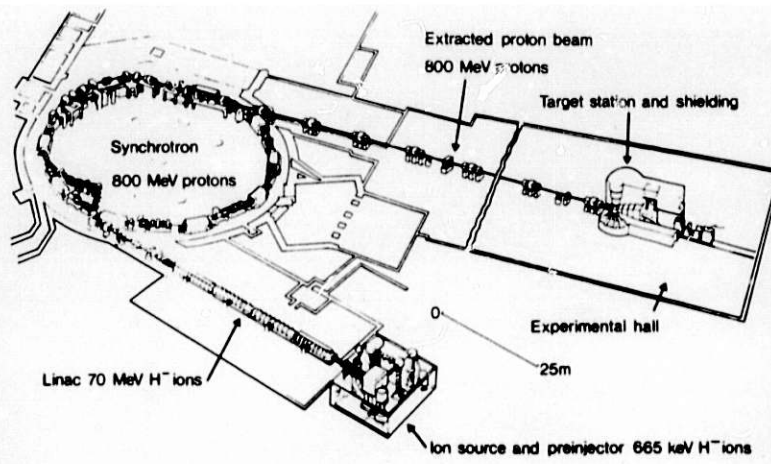 Extracted proton beam
800 MeV protons
Target station and shielding
Synchrotron
800 MeV protons
0
25m
Experimental hall
Linac 70 MeV H⁻ ions
Ion source and preinjector 665 keV H⁻ ions